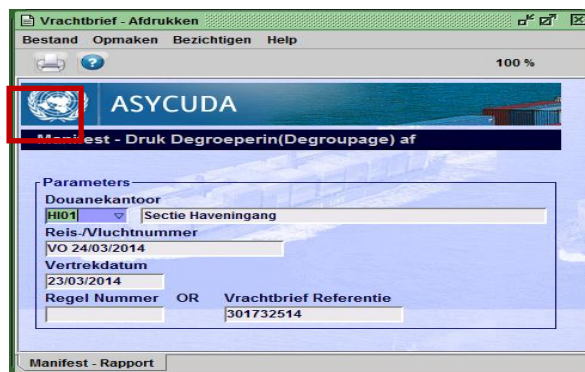 Vrachtbrief - Afdrukken
Bestand Opmaken Bezichtigen Help
100 %
ASYCUDA
Manifest - Druk Degroeperin(Degroupage) af
Parameters
Douanekantoor
HI01 Sectie Haveningang
Reis-/Vluchtnummer
VO 24/03/2014
Vertrekdatum
23/03/2014
Regel Nummer OR Vrachtbrief Referentie
301732514
Manifest - Rapport